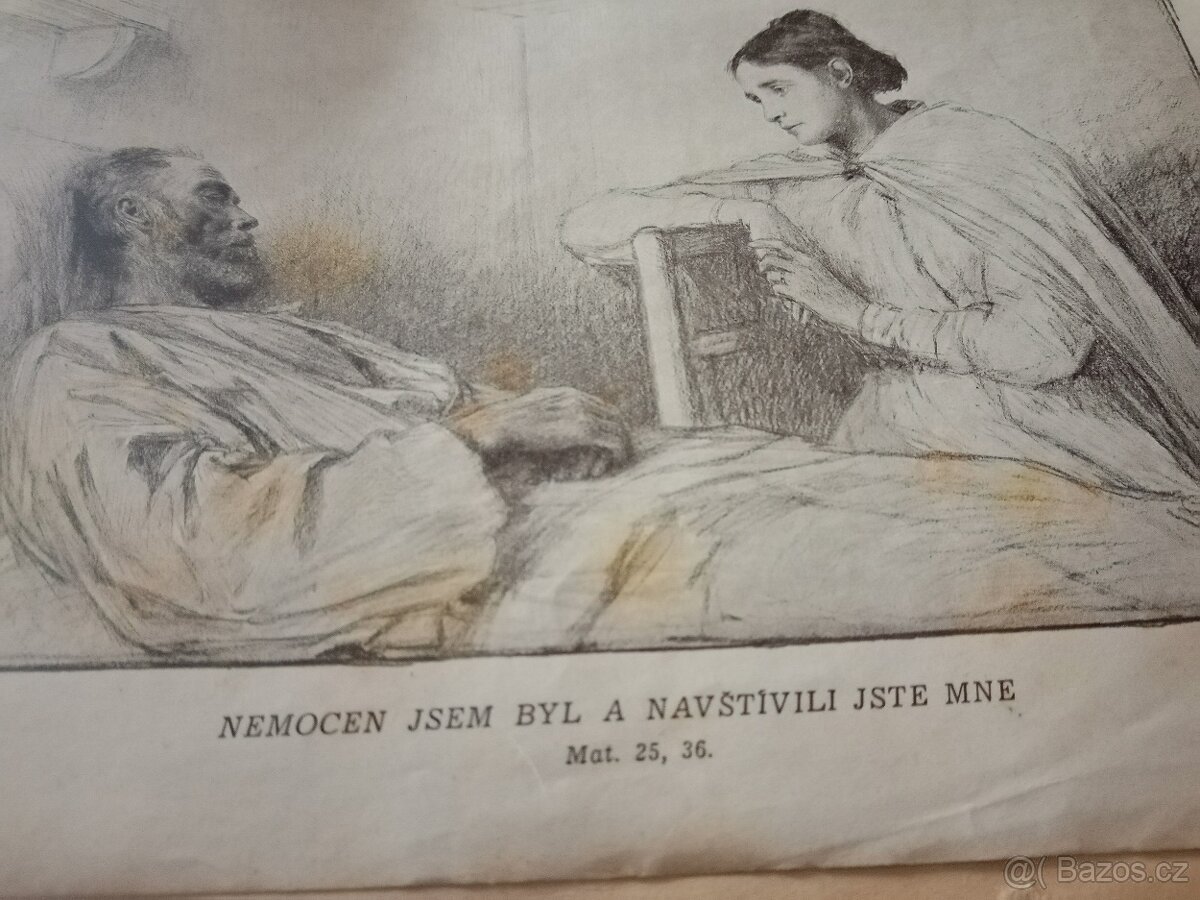 NEMOCEN JSEM BYL A NAVŠTÍVILI JSTE MNE
Mat. 25, 36.
@( Bazos.cz